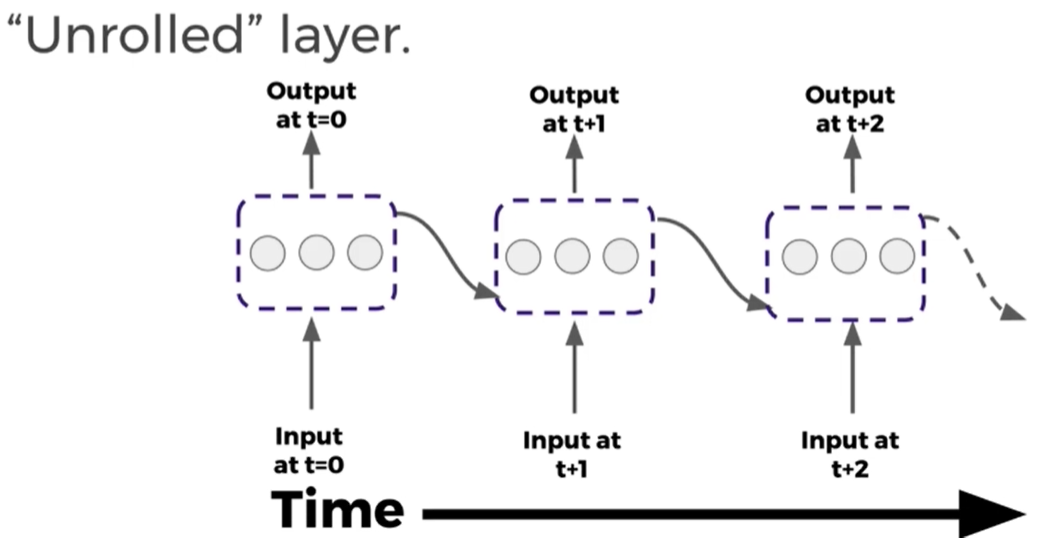 “Unrolled” layer.
Output
at t=0
Output
at t+1
Output
at t+2
Input
at t=0
Input at
t+1
Input at
t+2
Time